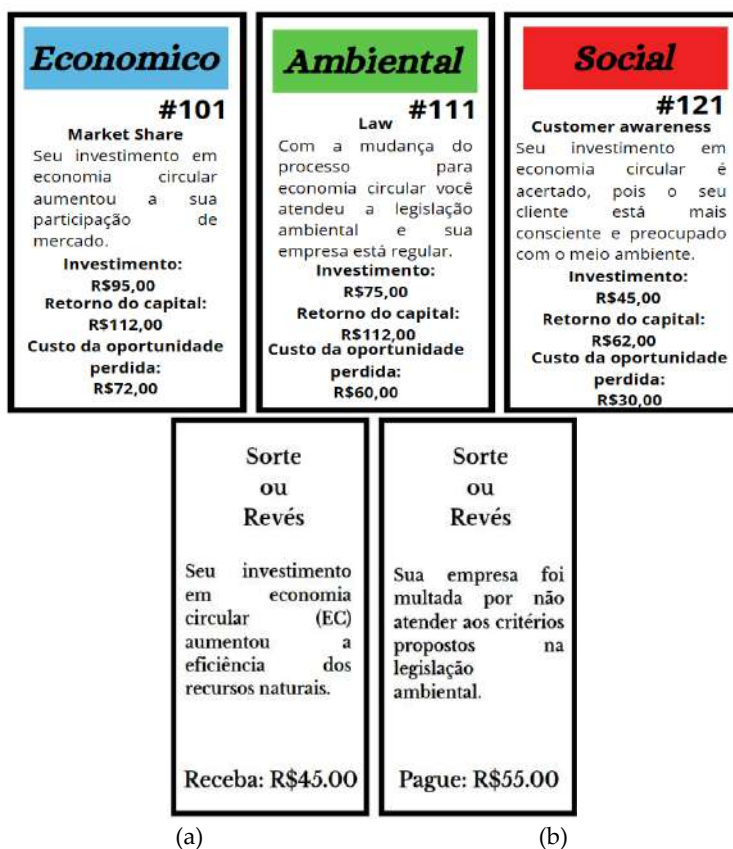 Economico
#101
Market Share
Seu investimento em
economia circular
aumentou a sua
participação de
mercado.
Investimento:
R$95,00
Retorno do capital:
R$112,00
Custo da oportunidade
perdida:
R$72,00
Ambiental
#111
Law
Com a mudança do
processo para
economia circular você
atendeu a legislação
ambiental e sua
empresa está regular.
Investimento:
R$75,00
Retorno do capital:
R$112,00
Custo da oportunidade
perdida:
R$60,00
Social
#121
Customer awareness
Seu investimento em
economia circular é
acertado, pois o seu
cliente está mais
consciente e preocupado
com o meio ambiente.
Investimento:
R$45,00
Retorno do capital:
R$62,00
Custo da oportunidade
perdida:
R$30,00
Sorte
ou
Revés
Seu investimento
em economia
circular (EC)
aumentou a
eficiência dos
recursos naturais.
Receba: R$45.00
Sorte
ou
Revés
Sua empresa foi
multada por não
atender aos critérios
propostos na
legislação
ambiental.
Pague: R$55.00
(a)
(b)